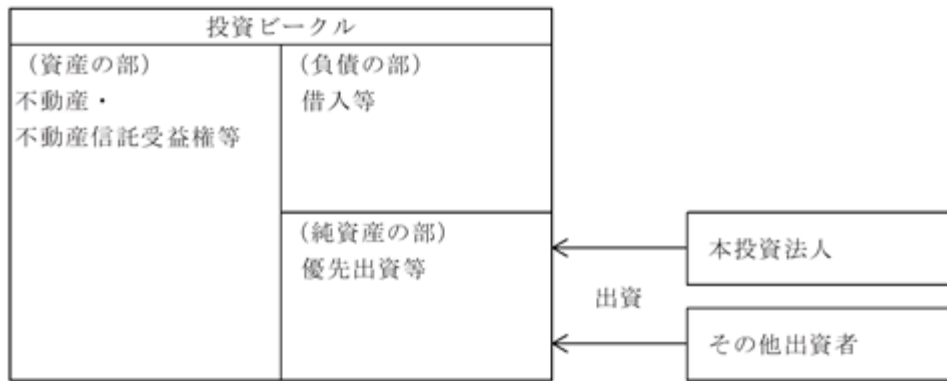 投資ビークル
(資産の部)
不動産・
不動産信託受益権等
(負債の部)
借入等
(純資産の部)
優先出資等
出資
本投資法人
その他出資者